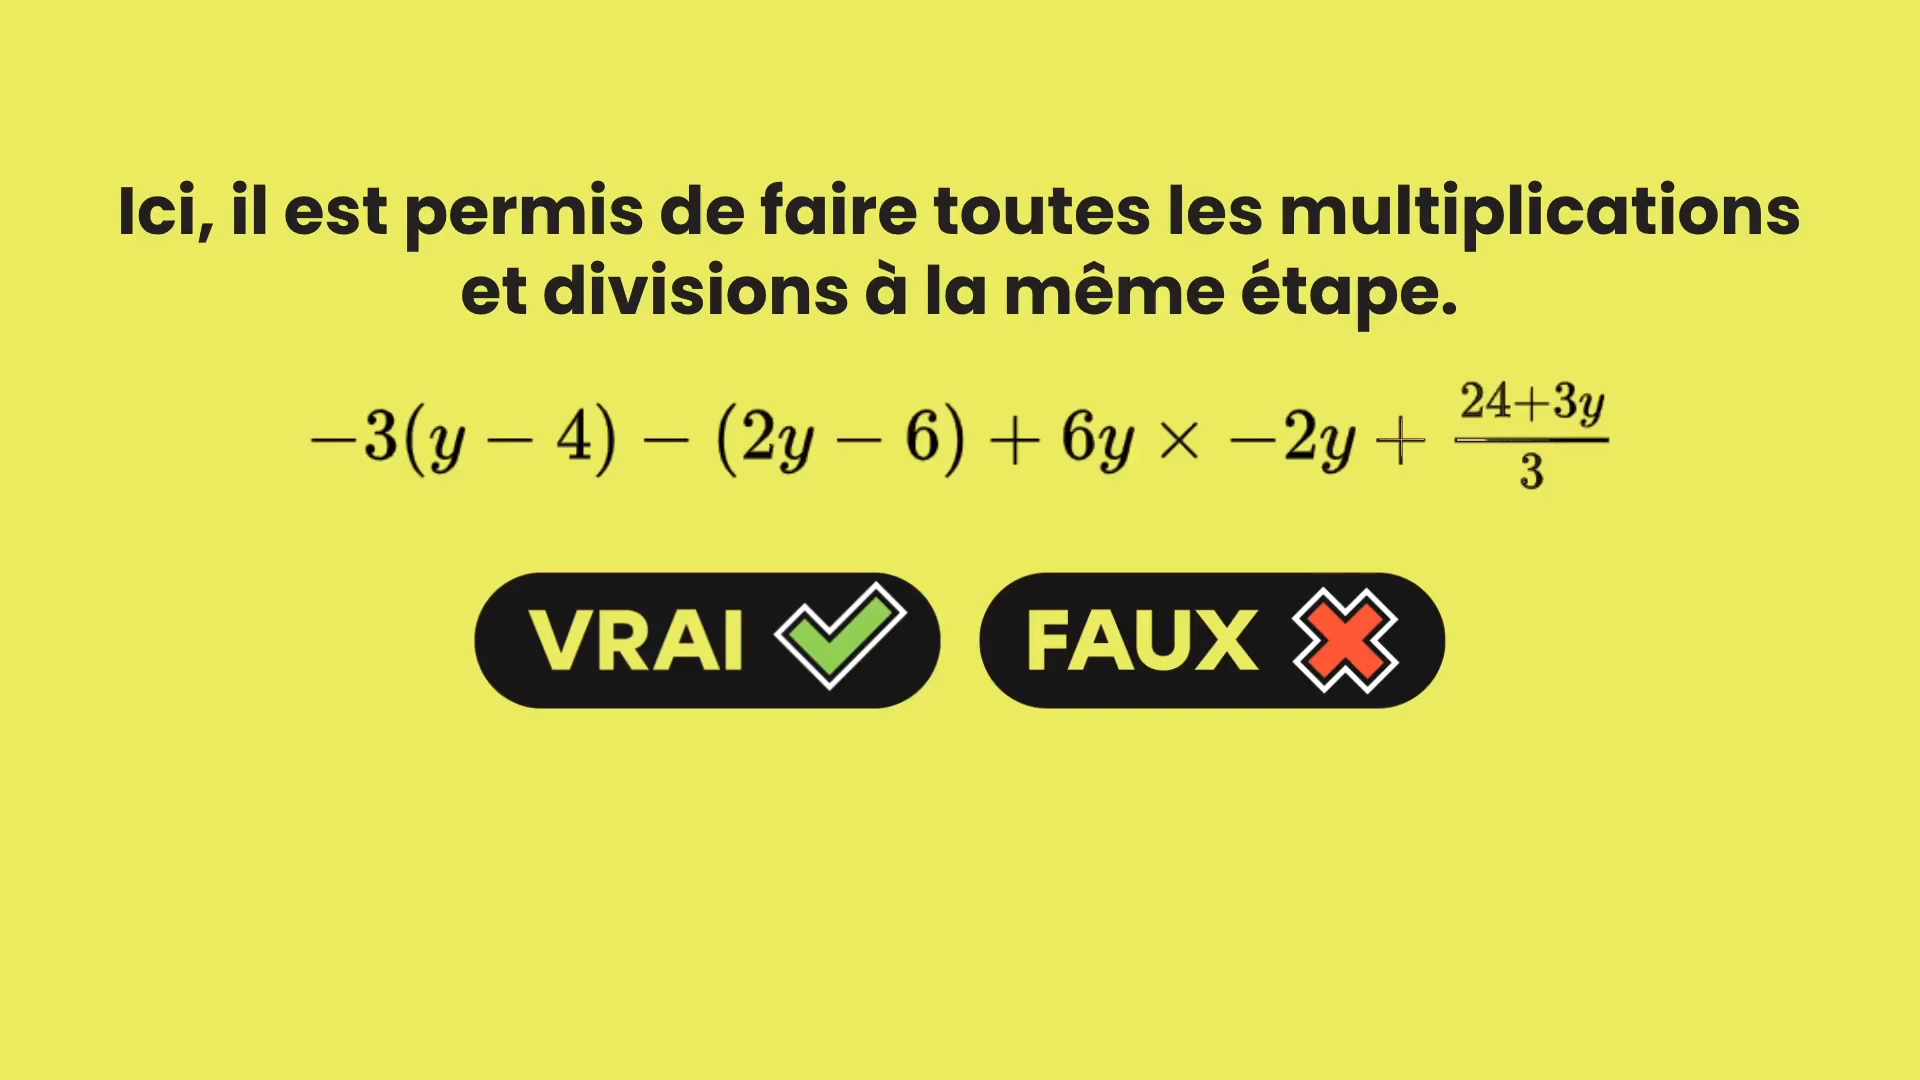 Ici, il est permis de faire toutes les multiplications
et divisions à la même étape.
−3(y − 4) − (2y − 6) + 6y × −2y + \frac{24+3y}{3}
VRAI
FAUX